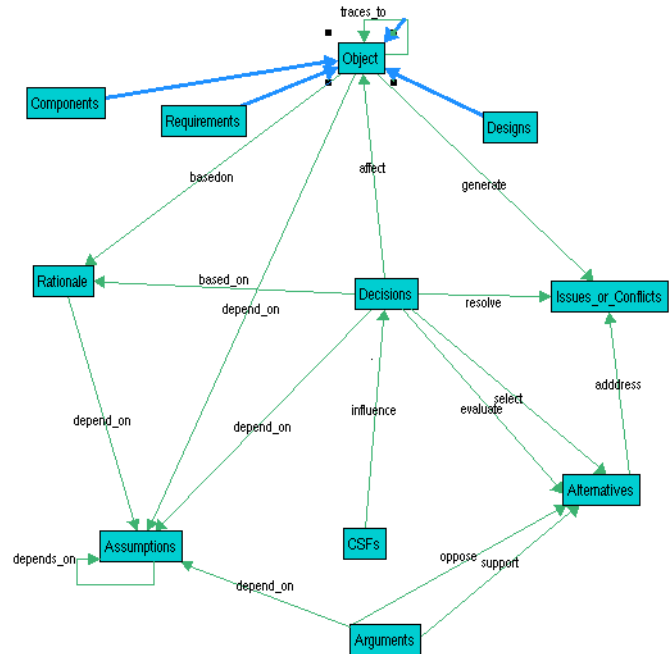 traces_to
Object
Components
Requirements
Designs
affect
generate
basedon
Rationale
based_on
Decisions
resolve
Issues_or_Conflicts
depend_on
adddress
select
influence
evaluate
depend_on
depend_on
Alternatives
Assumptions
CSFs
depends_on
oppose
support
depend_on
Arguments